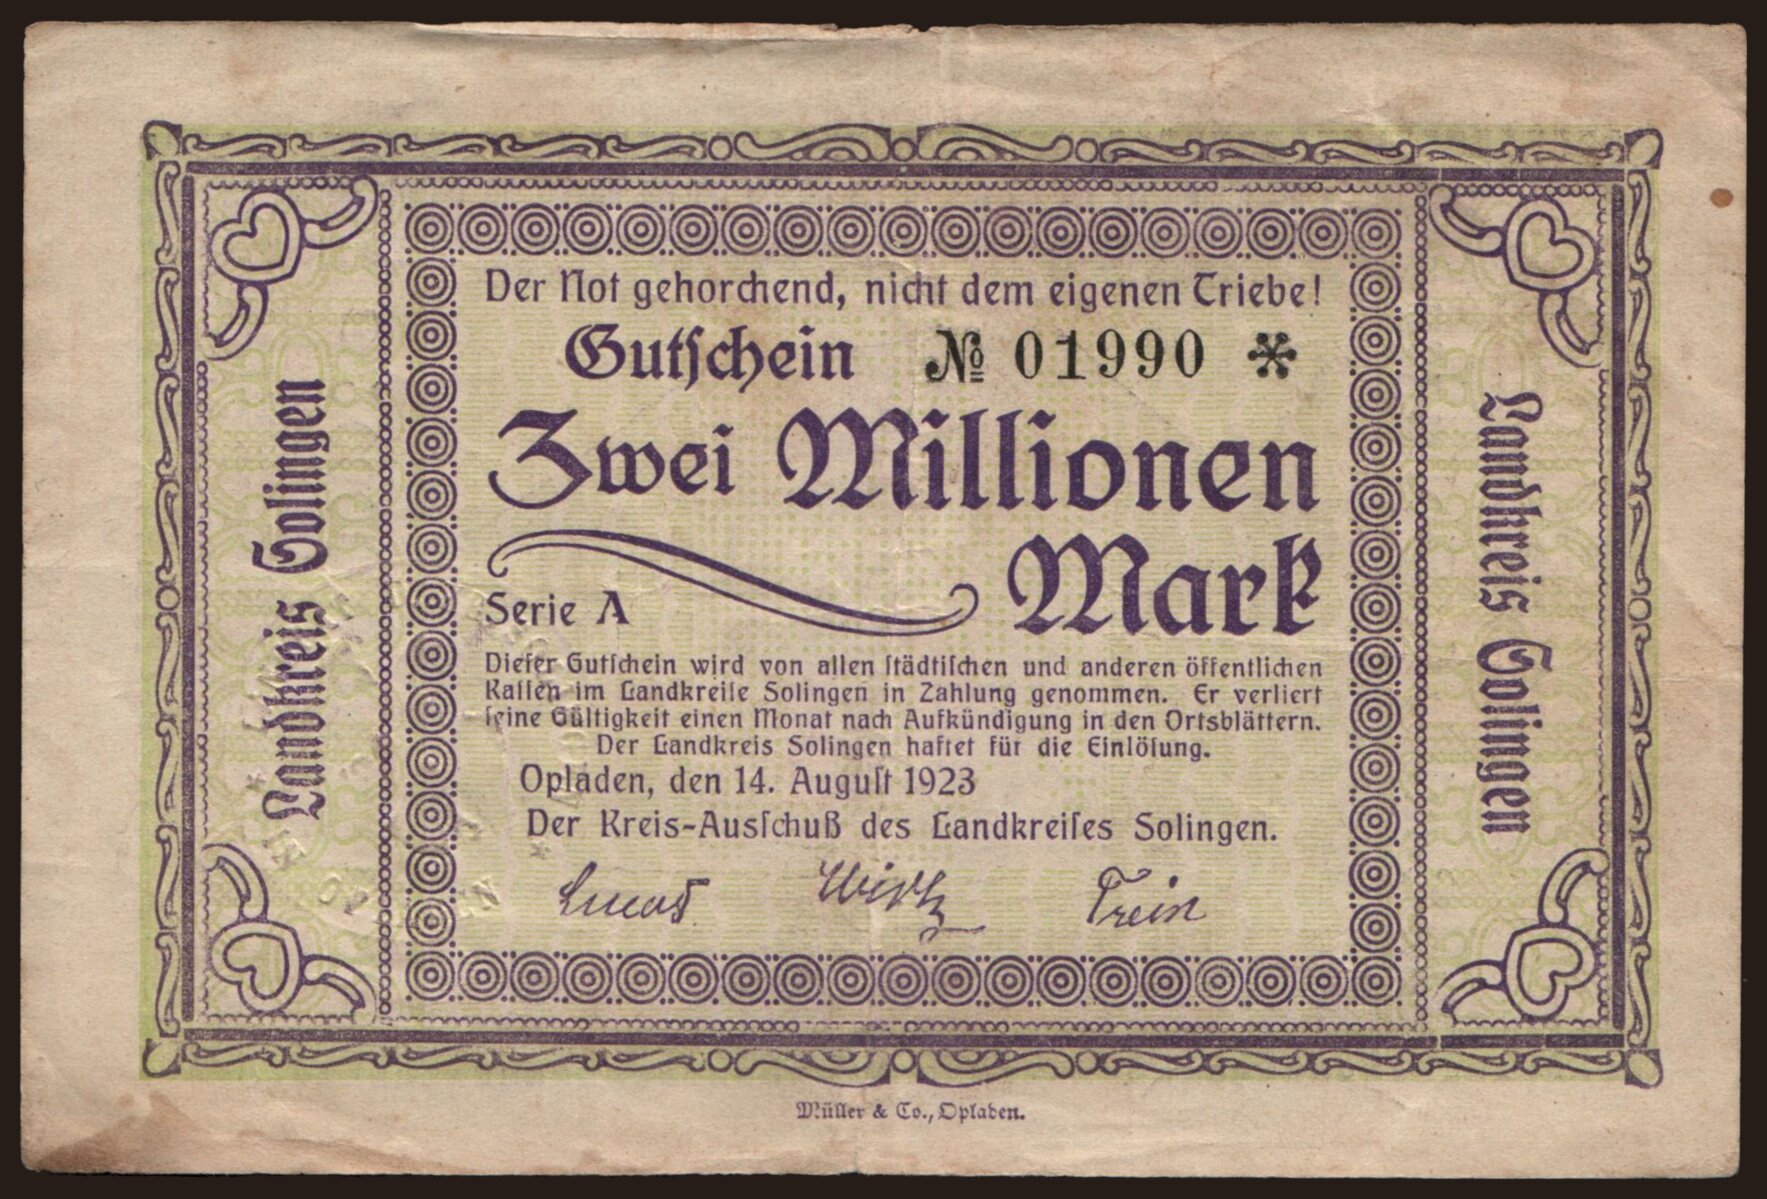 Der Not gehorchend, nicht dem eigenen Triebe!
Gutſchein № 01990 *
Zwei Millionen
Mark
Serie A
Dieſer Gutſchein wird von allen ſtädtiſchen und anderen öffentlichen
Kaſſen im Landkreiſe Solingen in Zahlung genommen. Er verliert
ſeine Gültigkeit einen Monat nach Aufkündigung in den Ortsblättern.
Der Landkreis Solingen haftet für die Einlöſung.
Opladen, den 14. Auguſt 1923
Der Kreis-Ausſchuß des Landkreiſes Solingen.
Lucas Wirtz Trein
Landkreis Solingen
Landkreis Solingen
Müller & Co., Opladen.